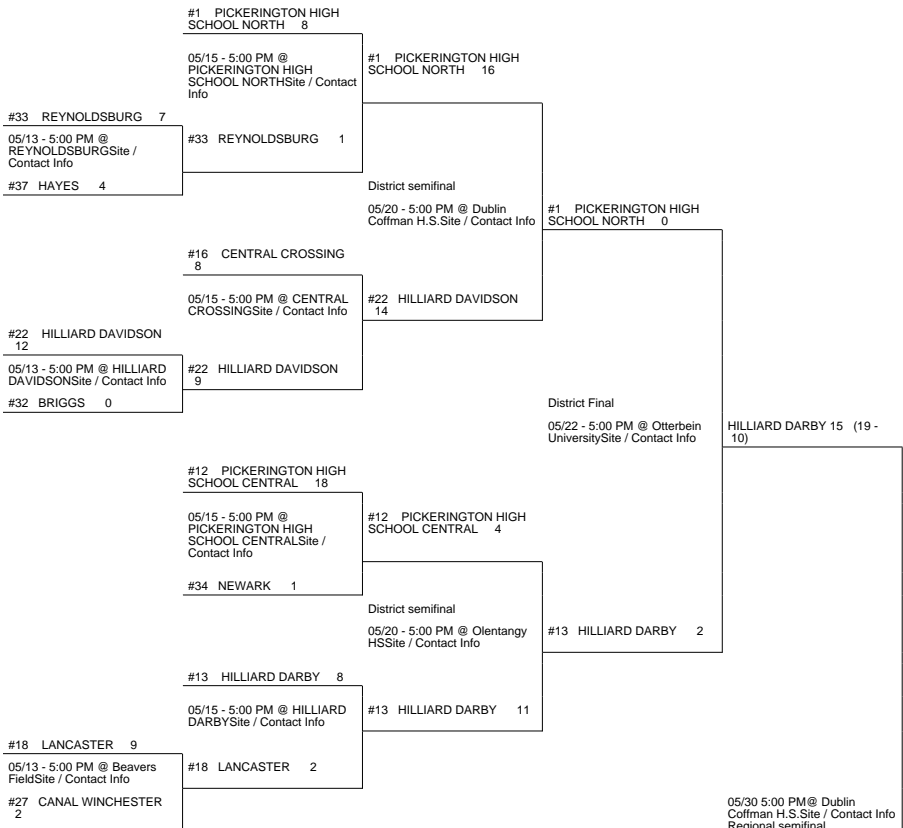 #1 PICKERINGTON HIGH
SCHOOL NORTH 8
05/15 - 5:00 PM @
PICKERINGTON HIGH
SCHOOL NORTHSite / Contact
Info
#33 REYNOLDSBURG 7
05/13 - 5:00 PM @
REYNOLDSBURGSite /
Contact Info
#37 HAYES 4
#33 REYNOLDSBURG 1
#1 PICKERINGTON HIGH
SCHOOL NORTH 16
District semifinal
05/20 - 5:00 PM @ Dublin
Coffman H.S.Site / Contact Info
#16 CENTRAL CROSSING
8
05/15 - 5:00 PM @ CENTRAL
CROSSINGSite / Contact Info
#22 HILLIARD DAVIDSON
12
05/13 - 5:00 PM @ HILLIARD
DAVIDSONSite / Contact Info
#32 BRIGGS 0
#22 HILLIARD DAVIDSON
9
#22 HILLIARD DAVIDSON
14
#1 PICKERINGTON HIGH
SCHOOL NORTH 0
District Final
05/22 - 5:00 PM @ Otterbein
UniversitySite / Contact Info
#12 PICKERINGTON HIGH
SCHOOL CENTRAL 18
05/15 - 5:00 PM @
PICKERINGTON HIGH
SCHOOL CENTRALSite /
Contact Info
#34 NEWARK 1
#12 PICKERINGTON HIGH
SCHOOL CENTRAL 4
District semifinal
05/20 - 5:00 PM @ Olentangy
HSSite / Contact Info
#13 HILLIARD DARBY 8
05/15 - 5:00 PM @ HILLIARD
DARBYSite / Contact Info
#18 LANCASTER 9
05/13 - 5:00 PM @ Beavers
FieldSite / Contact Info
#27 CANAL WINCHESTER
2
#18 LANCASTER 2
#13 HILLIARD DARBY 11
#13 HILLIARD DARBY 2
HILLIARD DARBY 15 (19 -
10)
05/30 5:00 PM@ Dublin
Coffman H.S.Site / Contact Info
Regional semifinal